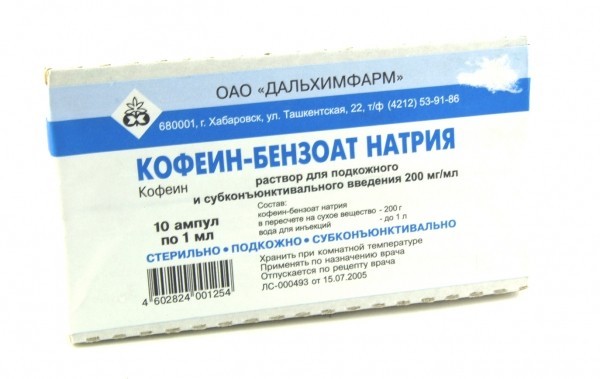 ОАО «ДАЛЬХИМФАРМ»
680001, г. Хабаровск, ул. Ташкентская, 22, т/ф (4212) 53-91-86
КОФЕИН-БЕНЗОАТ НАТРИЯ
Кофеин
раствор для подкожного
и субконъюнктивального введения 200 мг/мл
10 ампул
по 1 мл
Состав:
кофеин-бензоат натрия
в пересчете на сухое вещество - 200 г
вода для инъекций - до 1 л
СТЕРИЛЬНО • ПОДКОЖНО • СУБКОНЪЮНКТИВАЛЬНО
Хранить при комнатной температуре
Применять по назначению врача
Отпускается по рецепту врача
ЛС-000493 от 15.07.2005
4 602824 001254